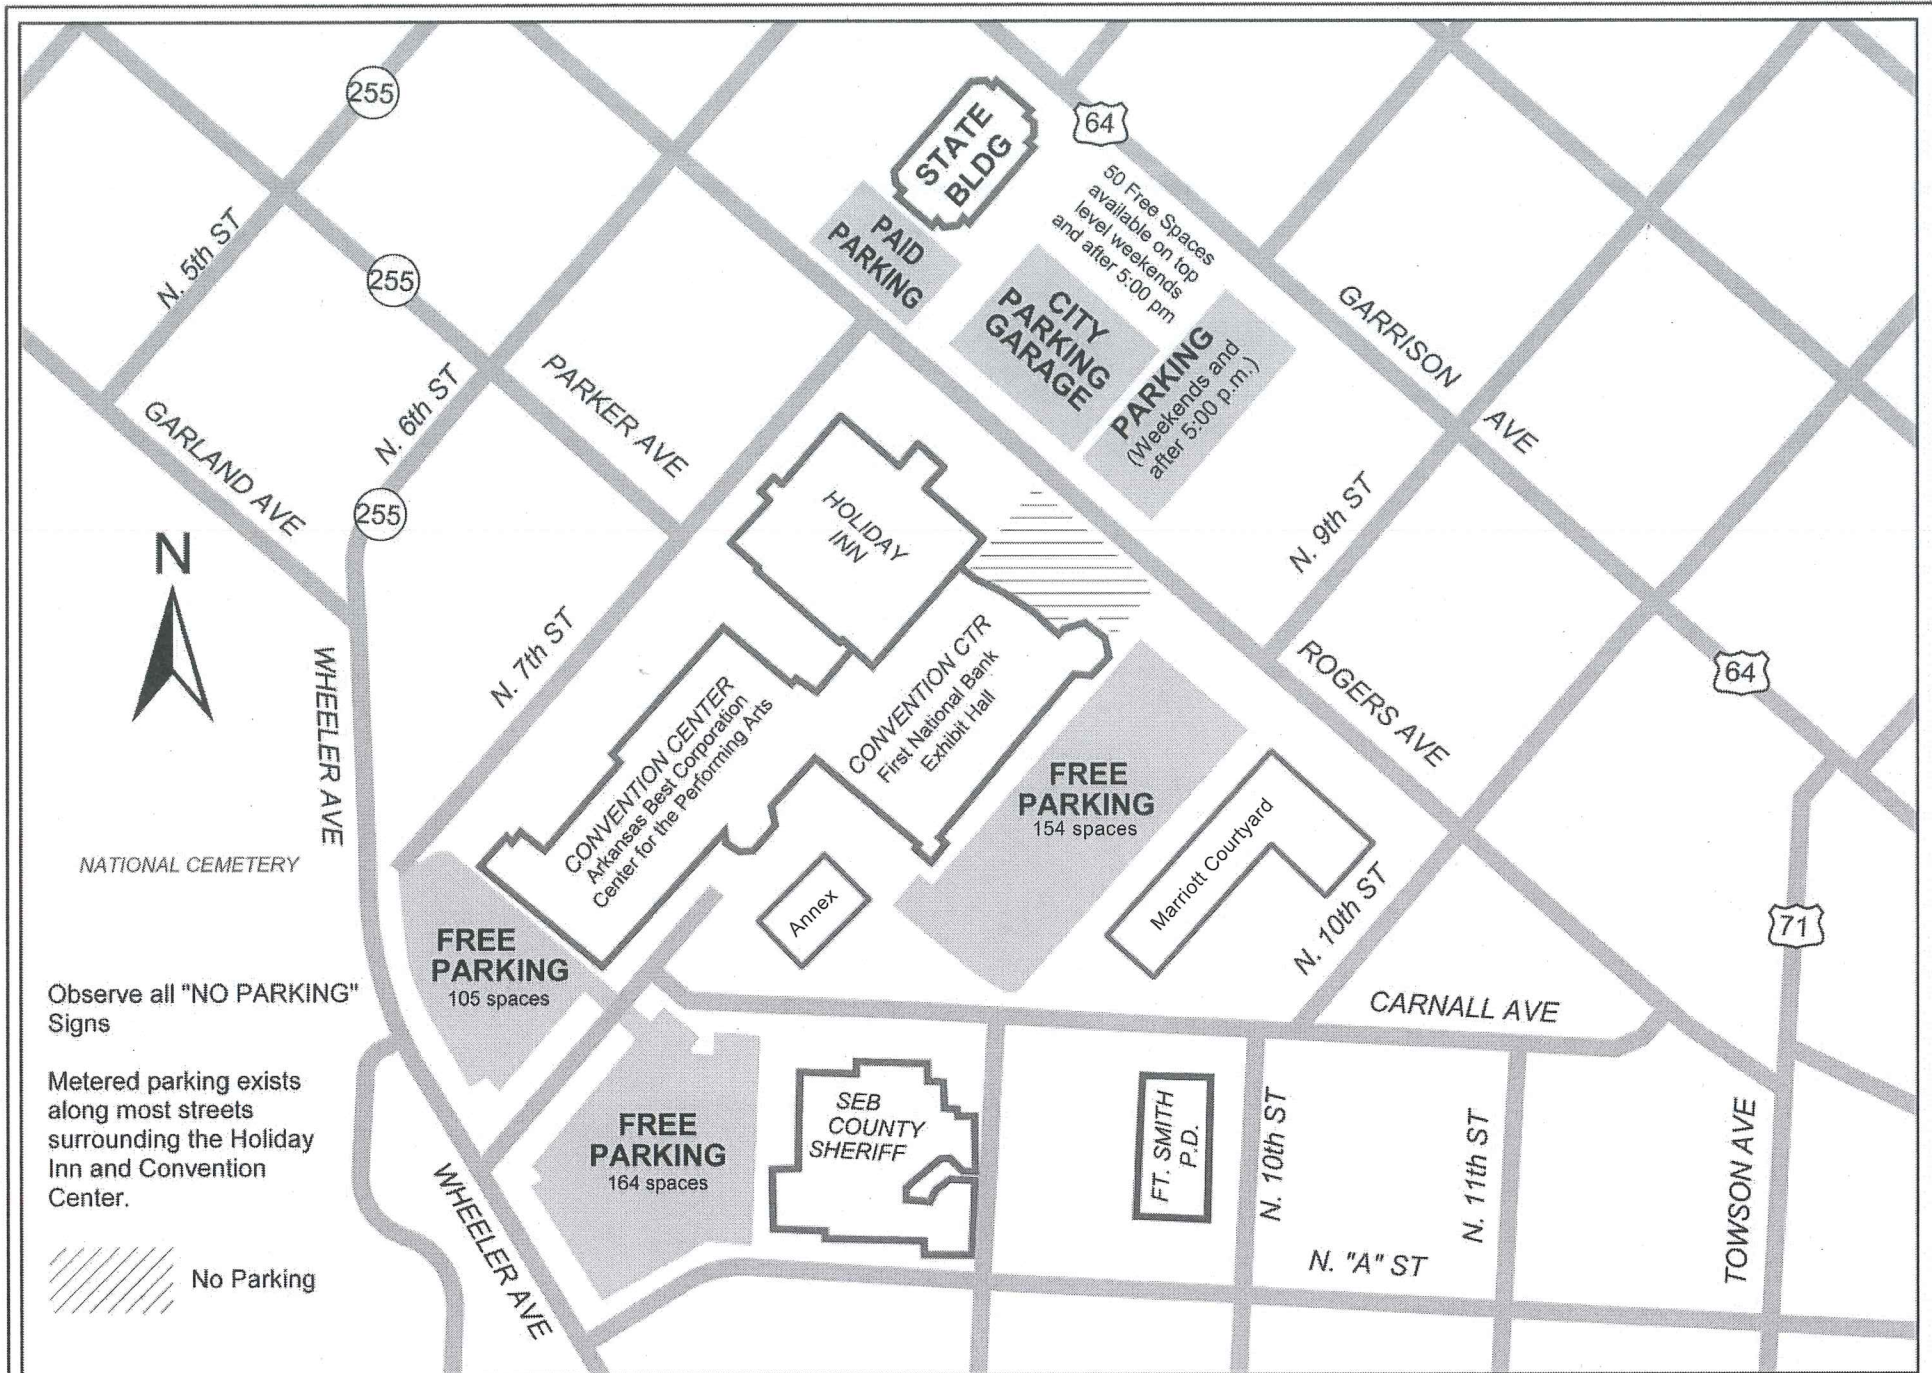 255
STATE
BLDG
64
50 Free Spaces
available on top
level weekends
and after 5:00 pm
N. 5th ST
255
PAID
PARKING
CITY
PARKING
GARAGE
PARKING
(Weekends and
after 5:00 p.m.)
GARRISON
AVE
GARLAND AVE
N. 6th ST
PARKER AVE
255
HOLIDAY
INN
N. 9th ST
N
N. 7th ST
WHEELER AVE
CONVENTION CENTER
Arkansas Best Corporation
Center for the Performing Arts
CONVENTION CTR
First National Bank
Exhibit Hall
ROGERS AVE
64
FREE
PARKING
154 spaces
Marriott Courtyard
NATIONAL CEMETERY
Annex
N. 10th ST
71
FREE
PARKING
105 spaces
Observe all "NO PARKING"
Signs
CARNALL AVE
Metered parking exists
along most streets
surrounding the Holiday
Inn and Convention
Center.
FREE
PARKING
164 spaces
SEB
COUNTY
SHERIFF
FT. SMITH
P.D.
N. 10th ST
N. 11th ST
TOWSON AVE
WHEELER AVE
N. "A" ST
No Parking